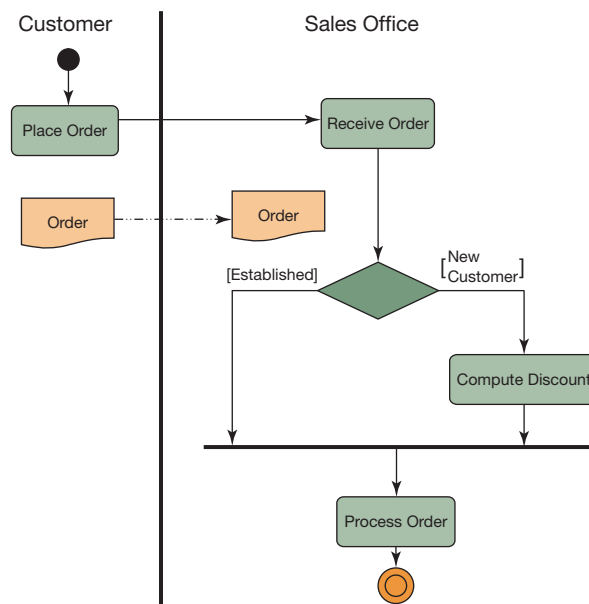 Customer
Sales Office
Place Order
Receive Order
Order
Order
[Established]
[New
Customer]
Compute Discount
Process Order